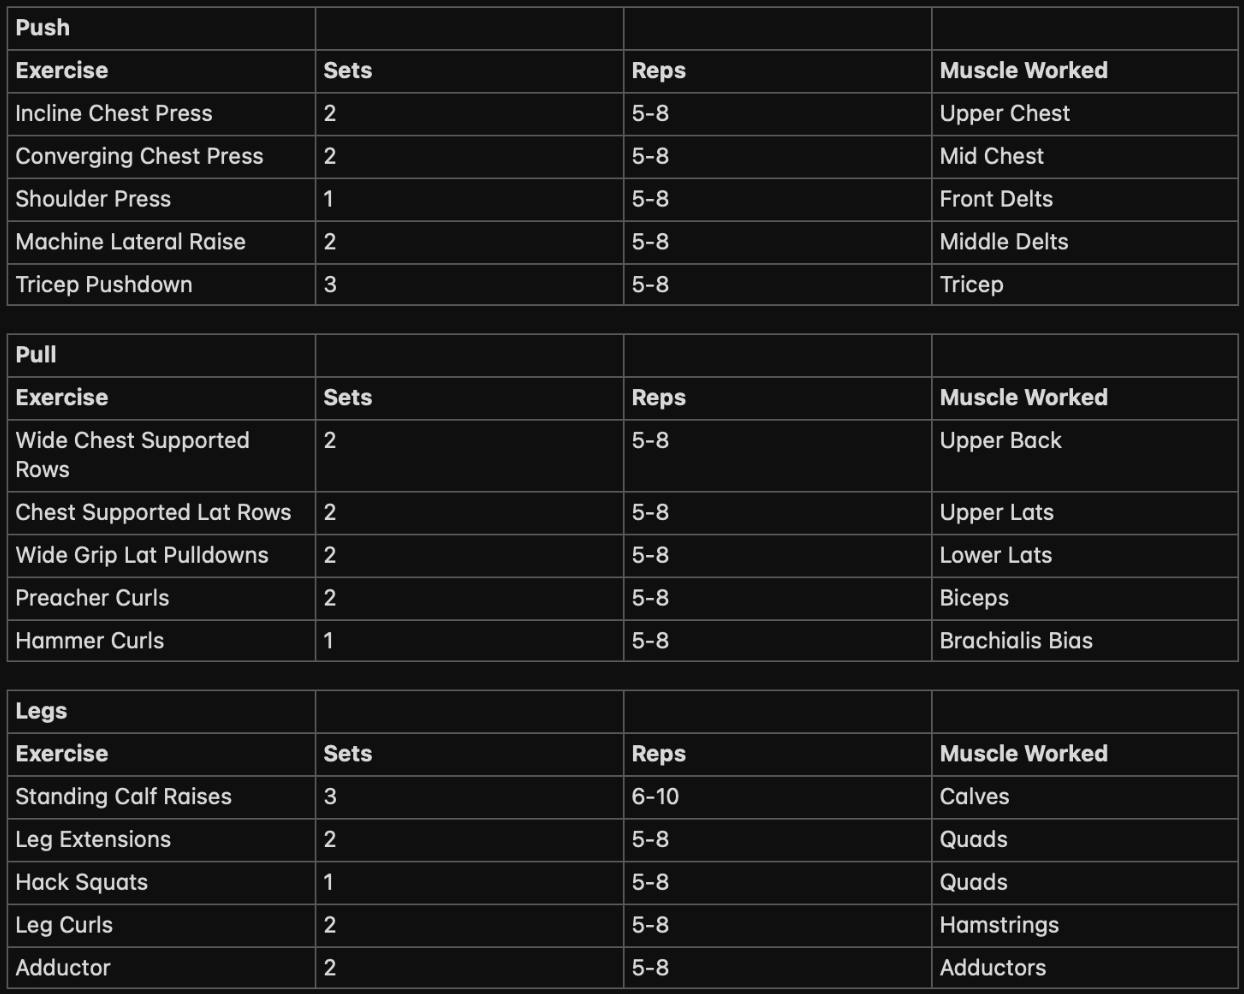 Push
Exercise Sets Reps Muscle Worked
Incline Chest Press 2 5-8 Upper Chest
Converging Chest Press 2 5-8 Mid Chest
Shoulder Press 1 5-8 Front Delts
Machine Lateral Raise 2 5-8 Middle Delts
Tricep Pushdown 3 5-8 Tricep
Pull
Exercise Sets Reps Muscle Worked
Wide Chest Supported 2 5-8 Upper Back
Rows
Chest Supported Lat Rows 2 5-8 Upper Lats
Wide Grip Lat Pulldowns 2 5-8 Lower Lats
Preacher Curls 2 5-8 Biceps
Hammer Curls 1 5-8 Brachialis Bias
Legs
Exercise Sets Reps Muscle Worked
Standing Calf Raises 3 6-10 Calves
Leg Extensions 2 5-8 Quads
Hack Squats 1 5-8 Quads
Leg Curls 2 5-8 Hamstrings
Adductor 2 5-8 Adductors